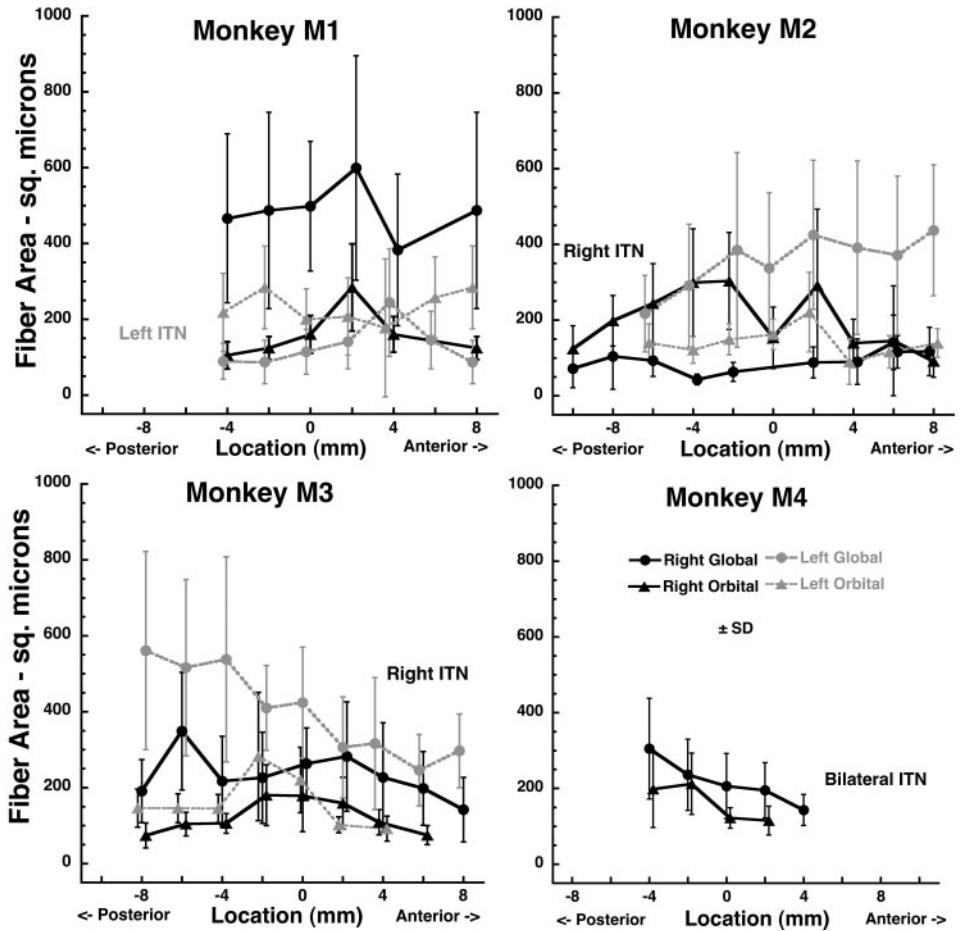 Monkey M1
Fiber Area - sq. microns
1000
800
600
400
200
0
Left ITN
-8
-4
0
4
8
<- Posterior
Location (mm)
Anterior ->
Monkey M2
1000
800
600
400
200
0
Right ITN
-8
-4
0
4
8
<- Posterior
Location (mm)
Anterior ->
Monkey M3
Fiber Area - sq. microns
1000
800
600
400
200
0
Right ITN
-8
-4
0
4
8
<- Posterior
Location (mm)
Anterior ->
Monkey M4
1000
800
600
400
200
0
Right Global
Left Global
Right Orbital
Left Orbital
± SD
Bilateral ITN
-8
-4
0
4
8
<- Posterior
Location (mm)
Anterior ->